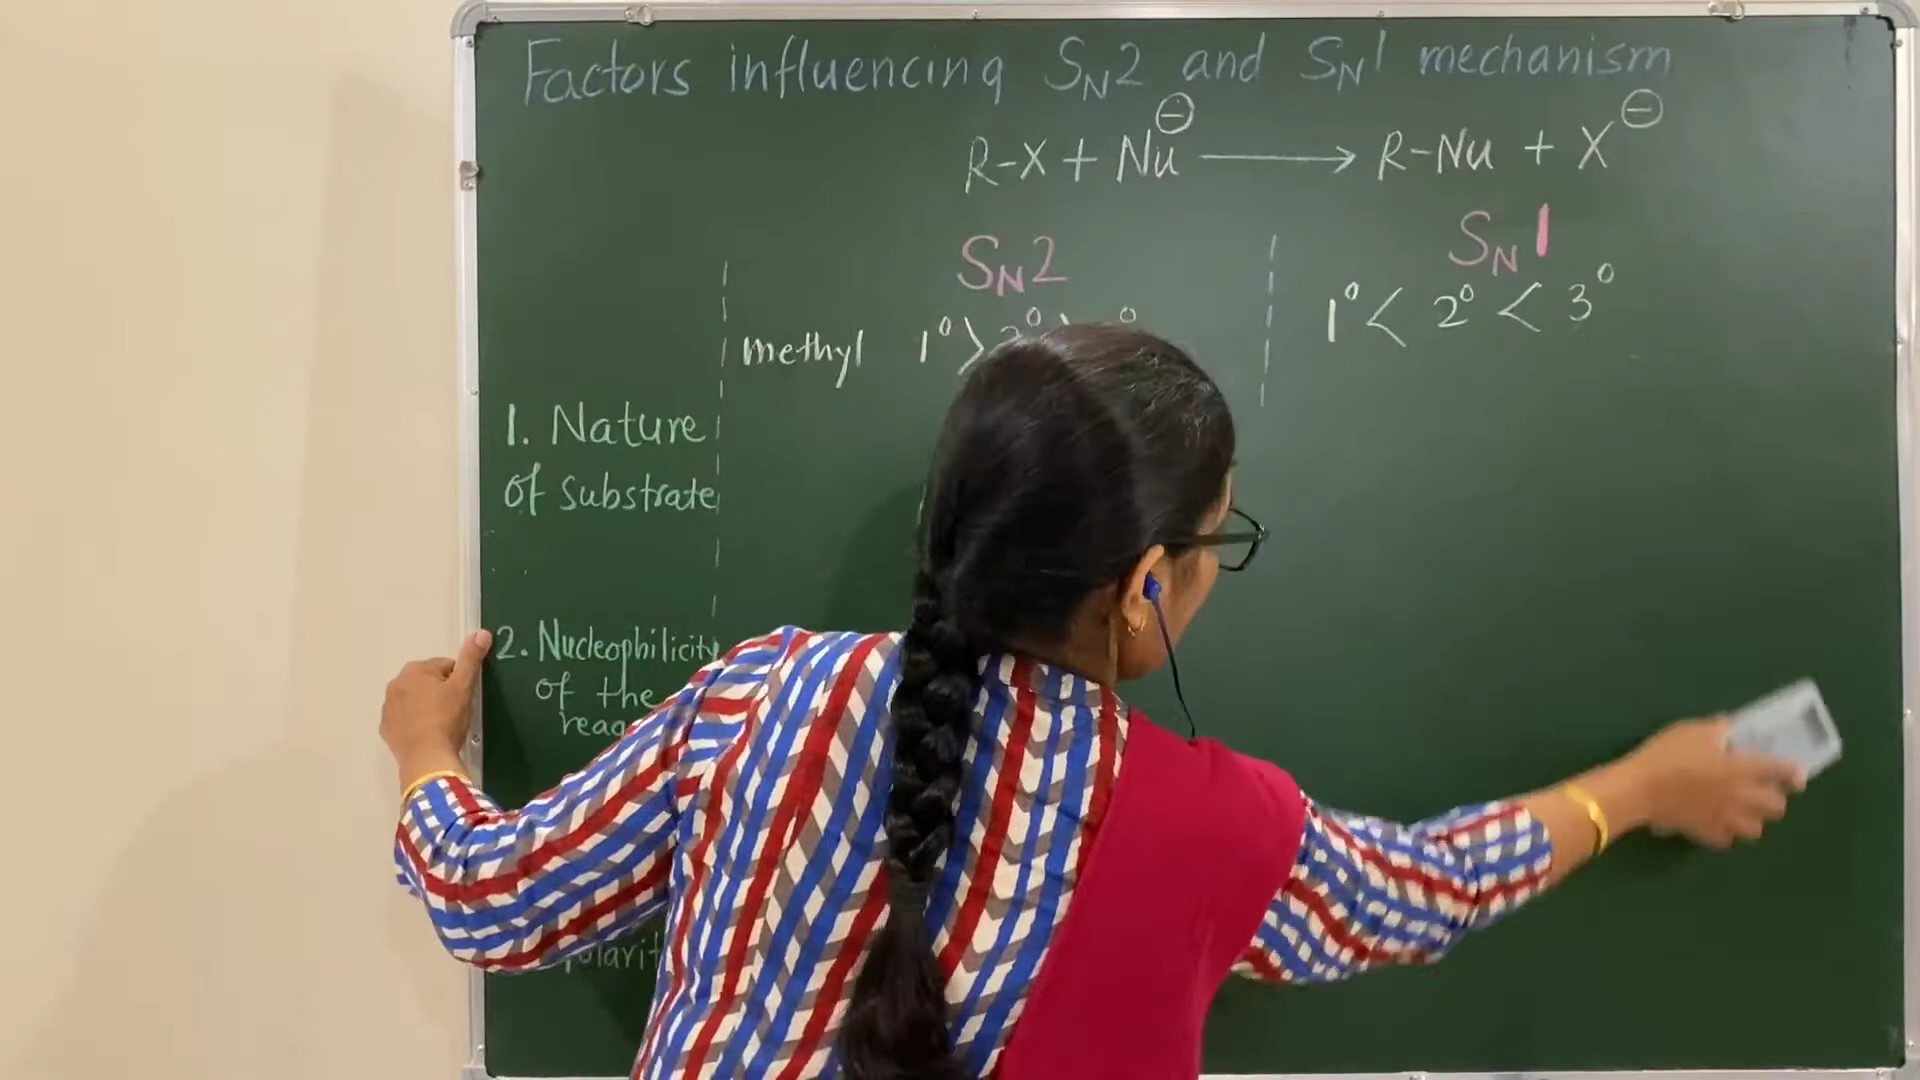 Factors influencing SN2 and SN1 mechanism
R-X + Nu⊖ ⟶ R-Nu + X⊖
SN2
SN1
methyl 1° >
1° < 2° < 3°
1. Nature
of substrate
2. Nucleophilicity
of the